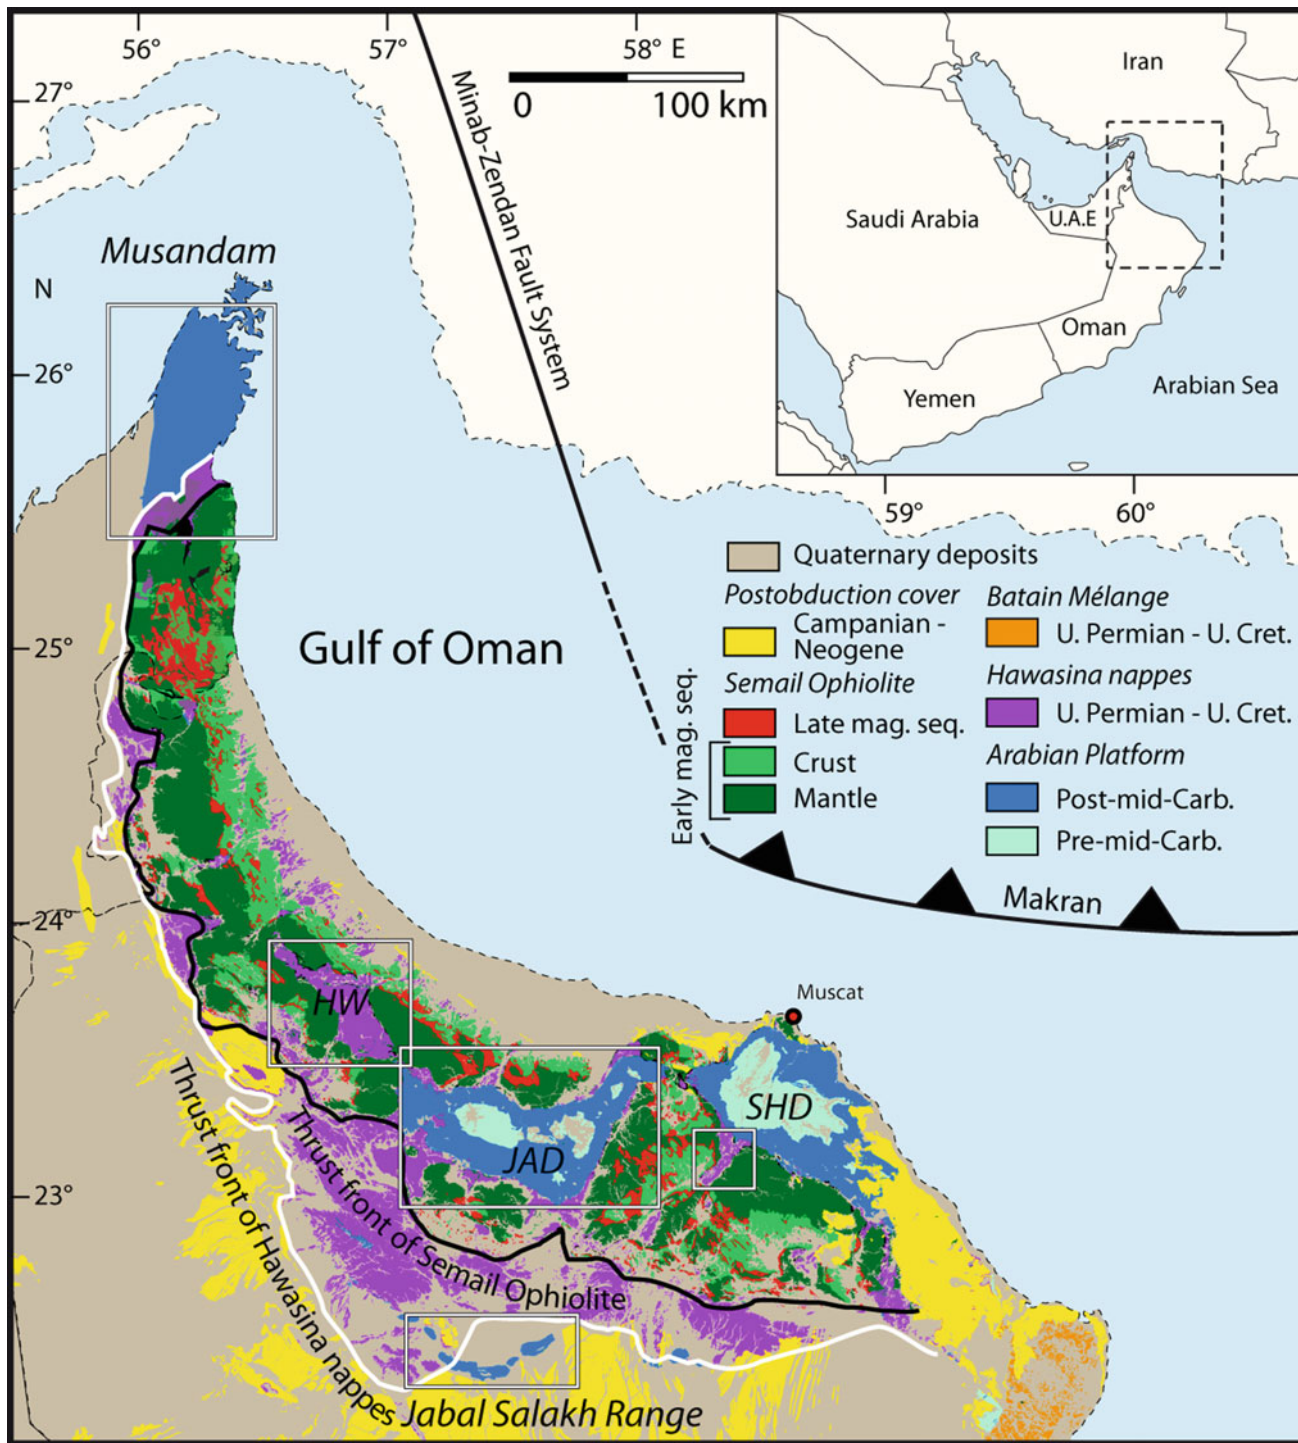 56°
57°
58° E
27°
0 100 km
Minab-Zendan Fault System
Musandam
N
26°
Iran
Saudi Arabia
U.A.E
Oman
Yemen
Arabian Sea
59°
60°
25°
Gulf of Oman
Quaternary deposits
Postobduction cover
Campanian -
Neogene
Semail Ophiolite
Late mag. seq.
Crust
Mantle
Early mag. seq.
Batain Mélange
U. Permian - U. Cret.
Hawasina nappes
U. Permian - U. Cret.
Arabian Platform
Post-mid-Carb.
Pre-mid-Carb.
Makran
24°
HW
Muscat
SHD
JAD
23°
Thrust front of Semail Ophiolite
Thrust front of Hawasina nappes
Jabal Salakh Range